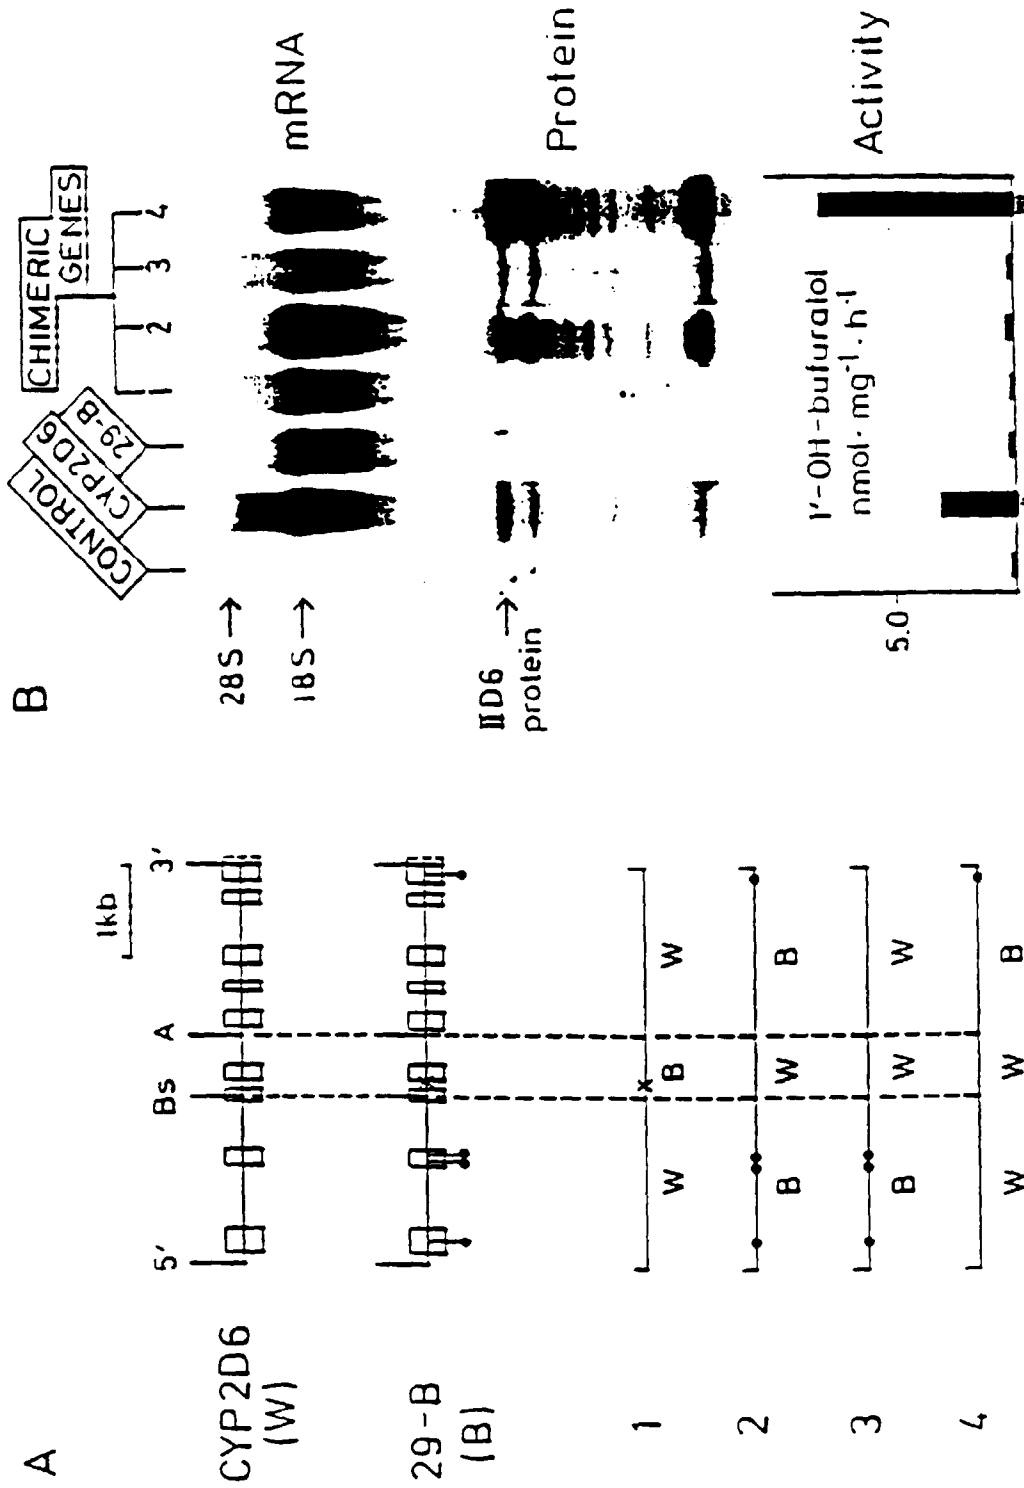 A
1kb
5'
Bs
A
3'
CYP2D6
(W)
29-B
(B)
1
W
B
W
2
B
W
B
3
B
W
W
4
W
W
B
B
CONTROL
CYP2D6
29-B
CHIMERIC
GENES
1
2
3
4
28S →
18S →
mRNA
IID6 →
protein
Protein
5.0
1'-OH-bufuralol
nmol·mg⁻¹·h⁻¹
Activity